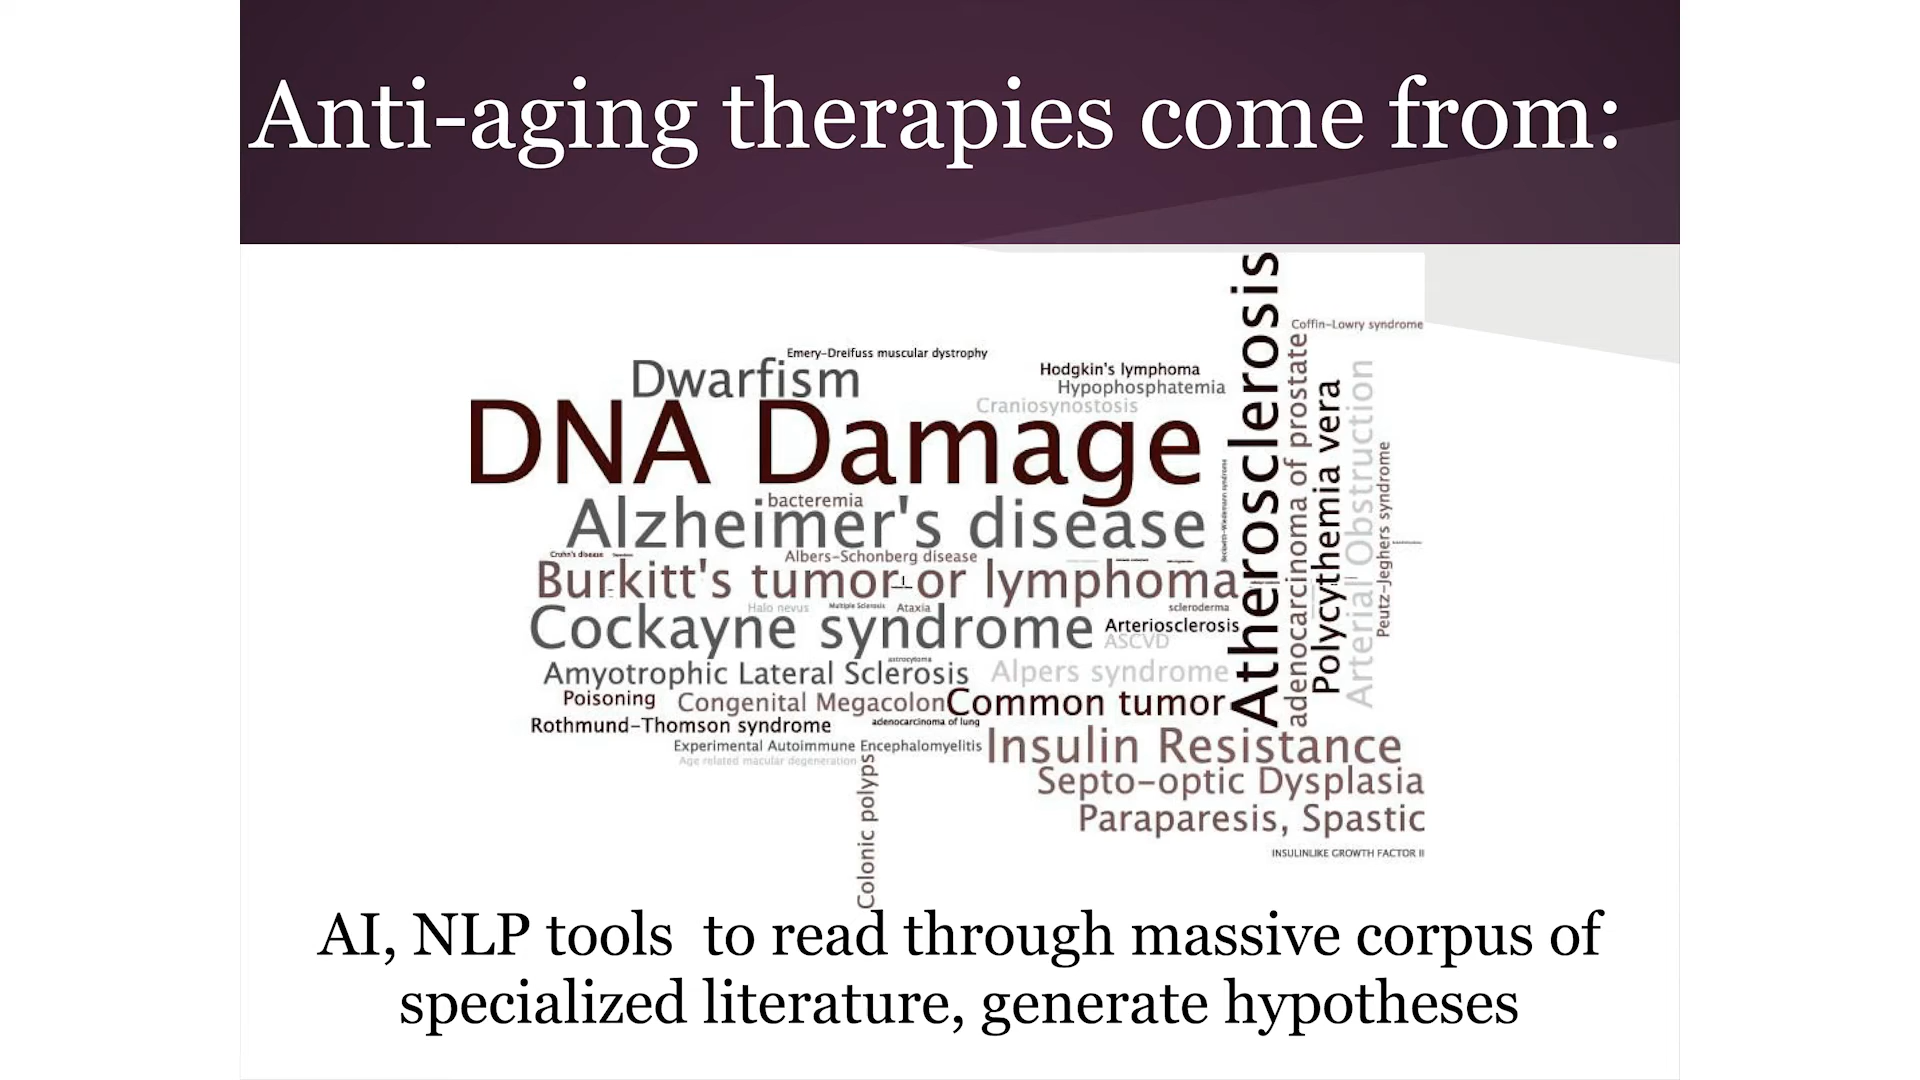 Anti-aging therapies come from:
Coffin-Lowry syndrome
Emery-Dreifuss muscular dystrophy
Dwarfism
Hodgkin's lymphoma
Hypophosphatemia
Craniosynostosis
DNA Damage
Atherosclerosis
adenocarcinoma of prostate
Polycythemia vera
Arterial Obstruction
Peutz-Jeghers syndrome
Beckwith-Wiedemann syndrome
bacteremia
Alzheimer's disease
Crohn's disease
Albers-Schonberg disease
Burkitt's tumor or lymphoma
Halo nevus
Multiple Sclerosis
Ataxia
scleroderma
Cockayne syndrome
Arteriosclerosis
ASCVD
astrocytoma
Amyotrophic Lateral Sclerosis
Alpers syndrome
Poisoning
Congenital Megacolon
Common tumor
Rothmund-Thomson syndrome
adenocarcinoma of lung
Experimental Autoimmune Encephalomyelitis
Insulin Resistance
Age related macular degeneration
Colonic polyps
Septo-optic Dysplasia
Paraparesis, Spastic
INSULINLIKE GROWTH FACTOR II
AI, NLP tools  to read through massive corpus of
specialized literature, generate hypotheses